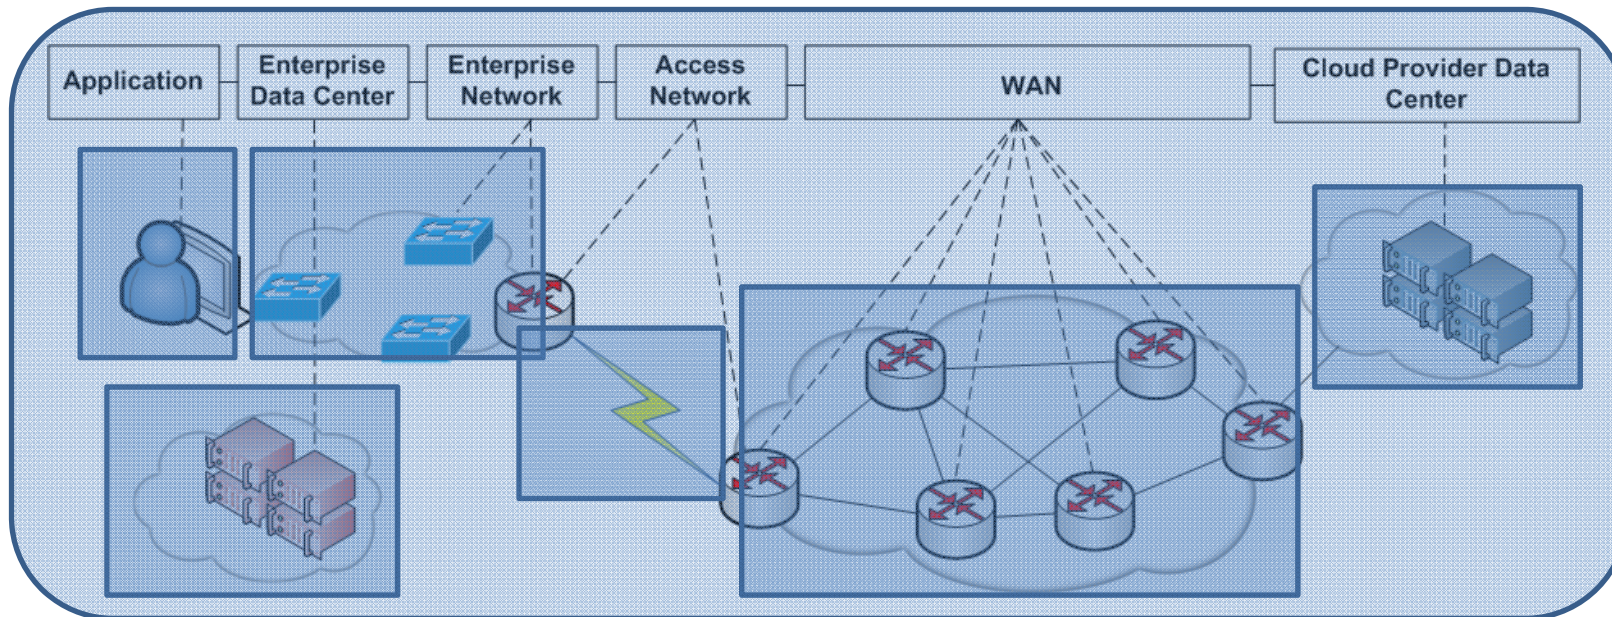 Application
Enterprise
Data Center
Enterprise
Network
Access
Network
WAN
Cloud Provider Data
Center